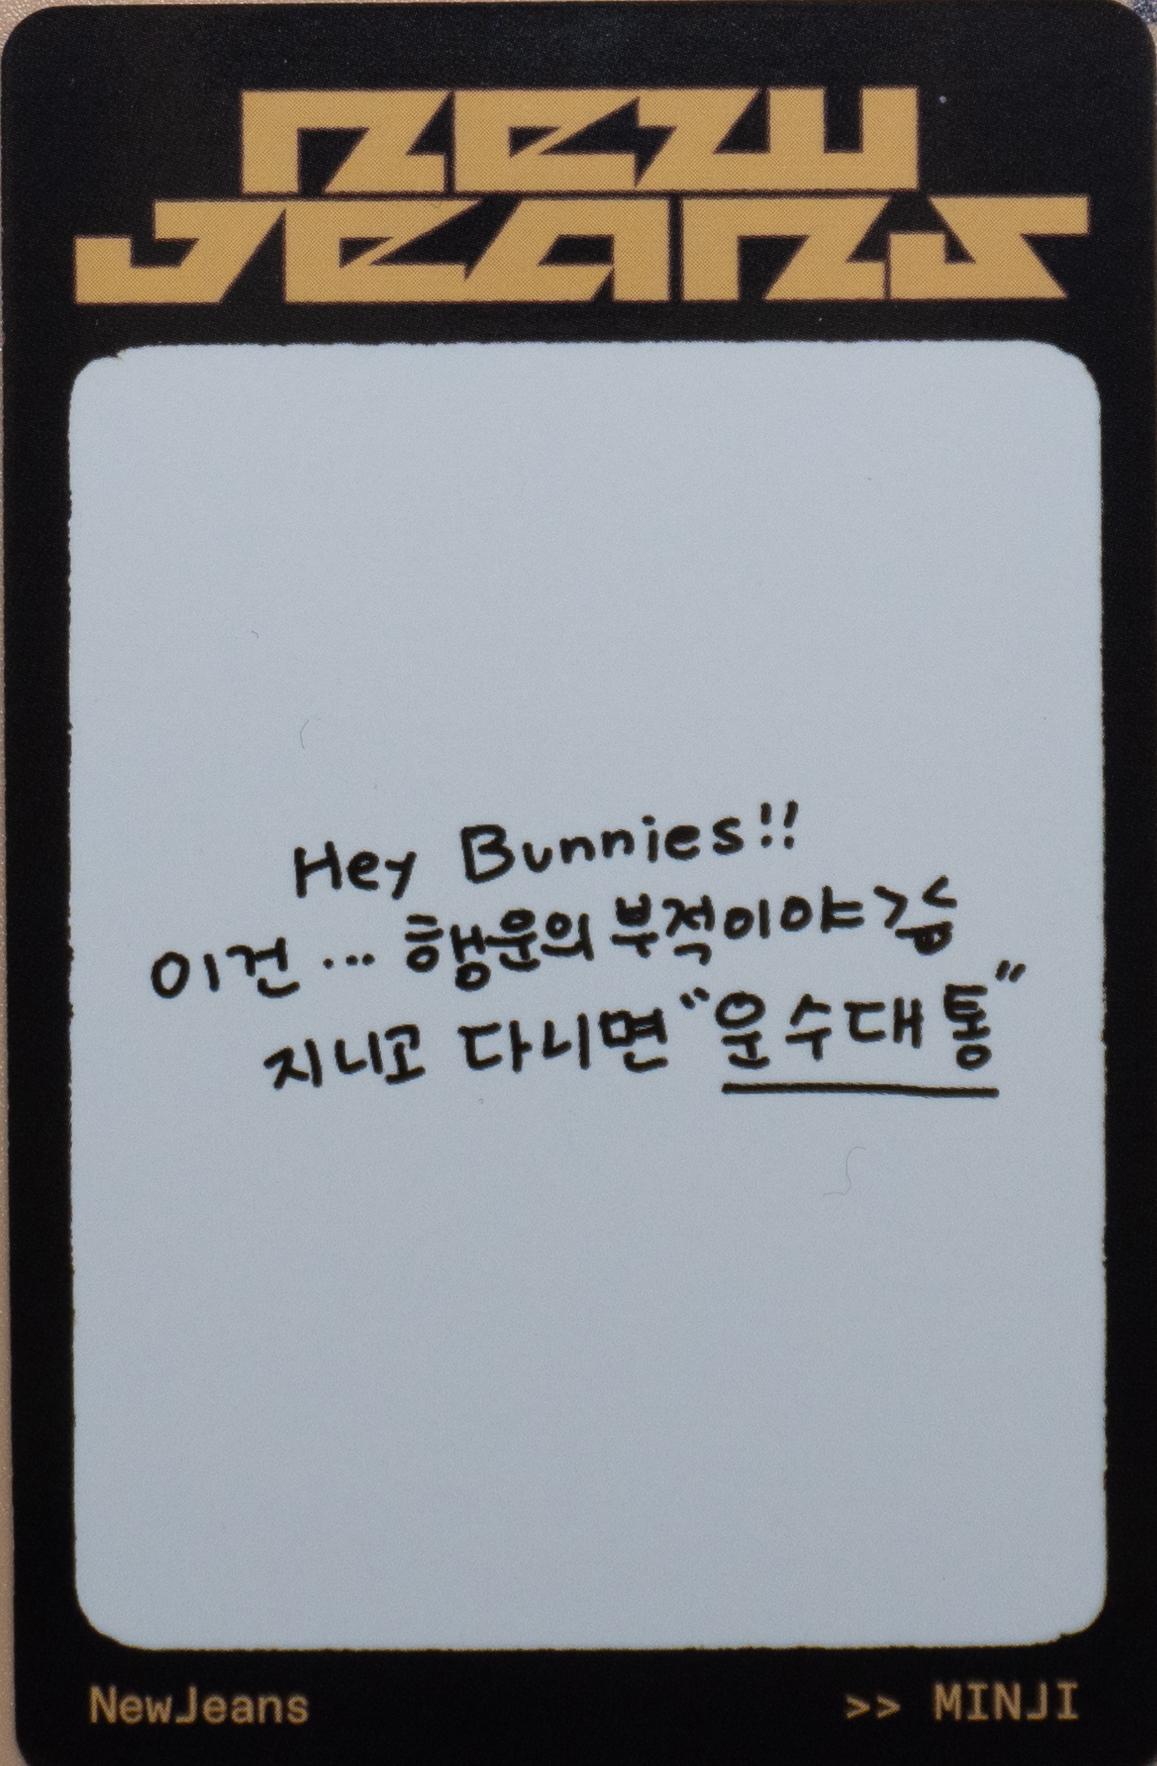 new
jeans
Hey Bunnies!!
이건... 행운의 부적이야
지니고 다니면 "운수대통"
NewJeans >> MINJI